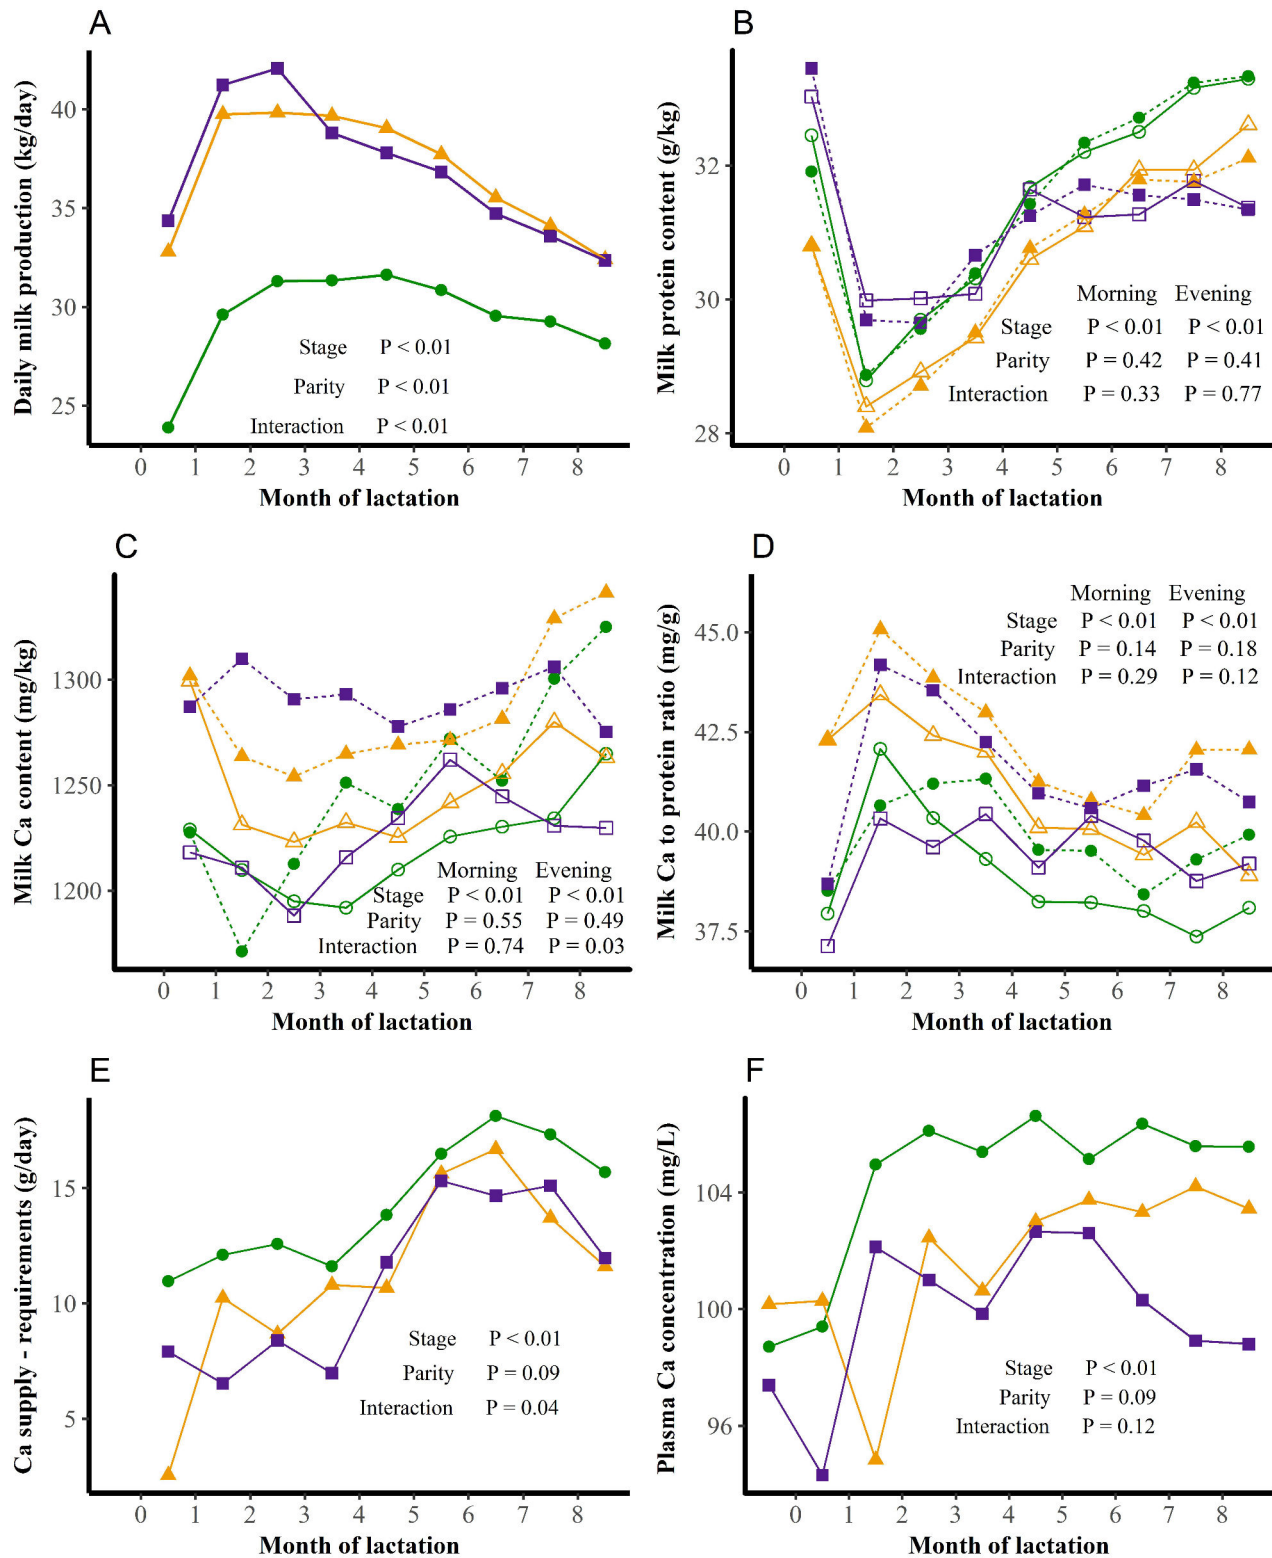 A
Daily milk production (kg/day)
40
35
30
25
Stage P < 0.01
Parity P < 0.01
Interaction P < 0.01
0 1 2 3 4 5 6 7 8
Month of lactation
B
Milk protein content (g/kg)
32
30
28
Morning Evening
Stage P < 0.01 P < 0.01
Parity P = 0.42 P = 0.41
Interaction P = 0.33 P = 0.77
0 1 2 3 4 5 6 7 8
Month of lactation
C
Milk Ca content (mg/kg)
1300
1250
1200
Morning Evening
Stage P < 0.01 P < 0.01
Parity P = 0.55 P = 0.49
Interaction P = 0.74 P = 0.03
0 1 2 3 4 5 6 7 8
Month of lactation
D
Milk Ca to protein ratio (mg/g)
45.0
42.5
40.0
37.5
Morning Evening
Stage P < 0.01 P < 0.01
Parity P = 0.14 P = 0.18
Interaction P = 0.29 P = 0.12
0 1 2 3 4 5 6 7 8
Month of lactation
E
Ca supply - requirements (g/day)
15
10
5
Stage P < 0.01
Parity P = 0.09
Interaction P = 0.04
0 1 2 3 4 5 6 7 8
Month of lactation
F
Plasma Ca concentration (mg/L)
104
100
96
Stage P < 0.01
Parity P = 0.09
Interaction P = 0.12
0 1 2 3 4 5 6 7 8
Month of lactation